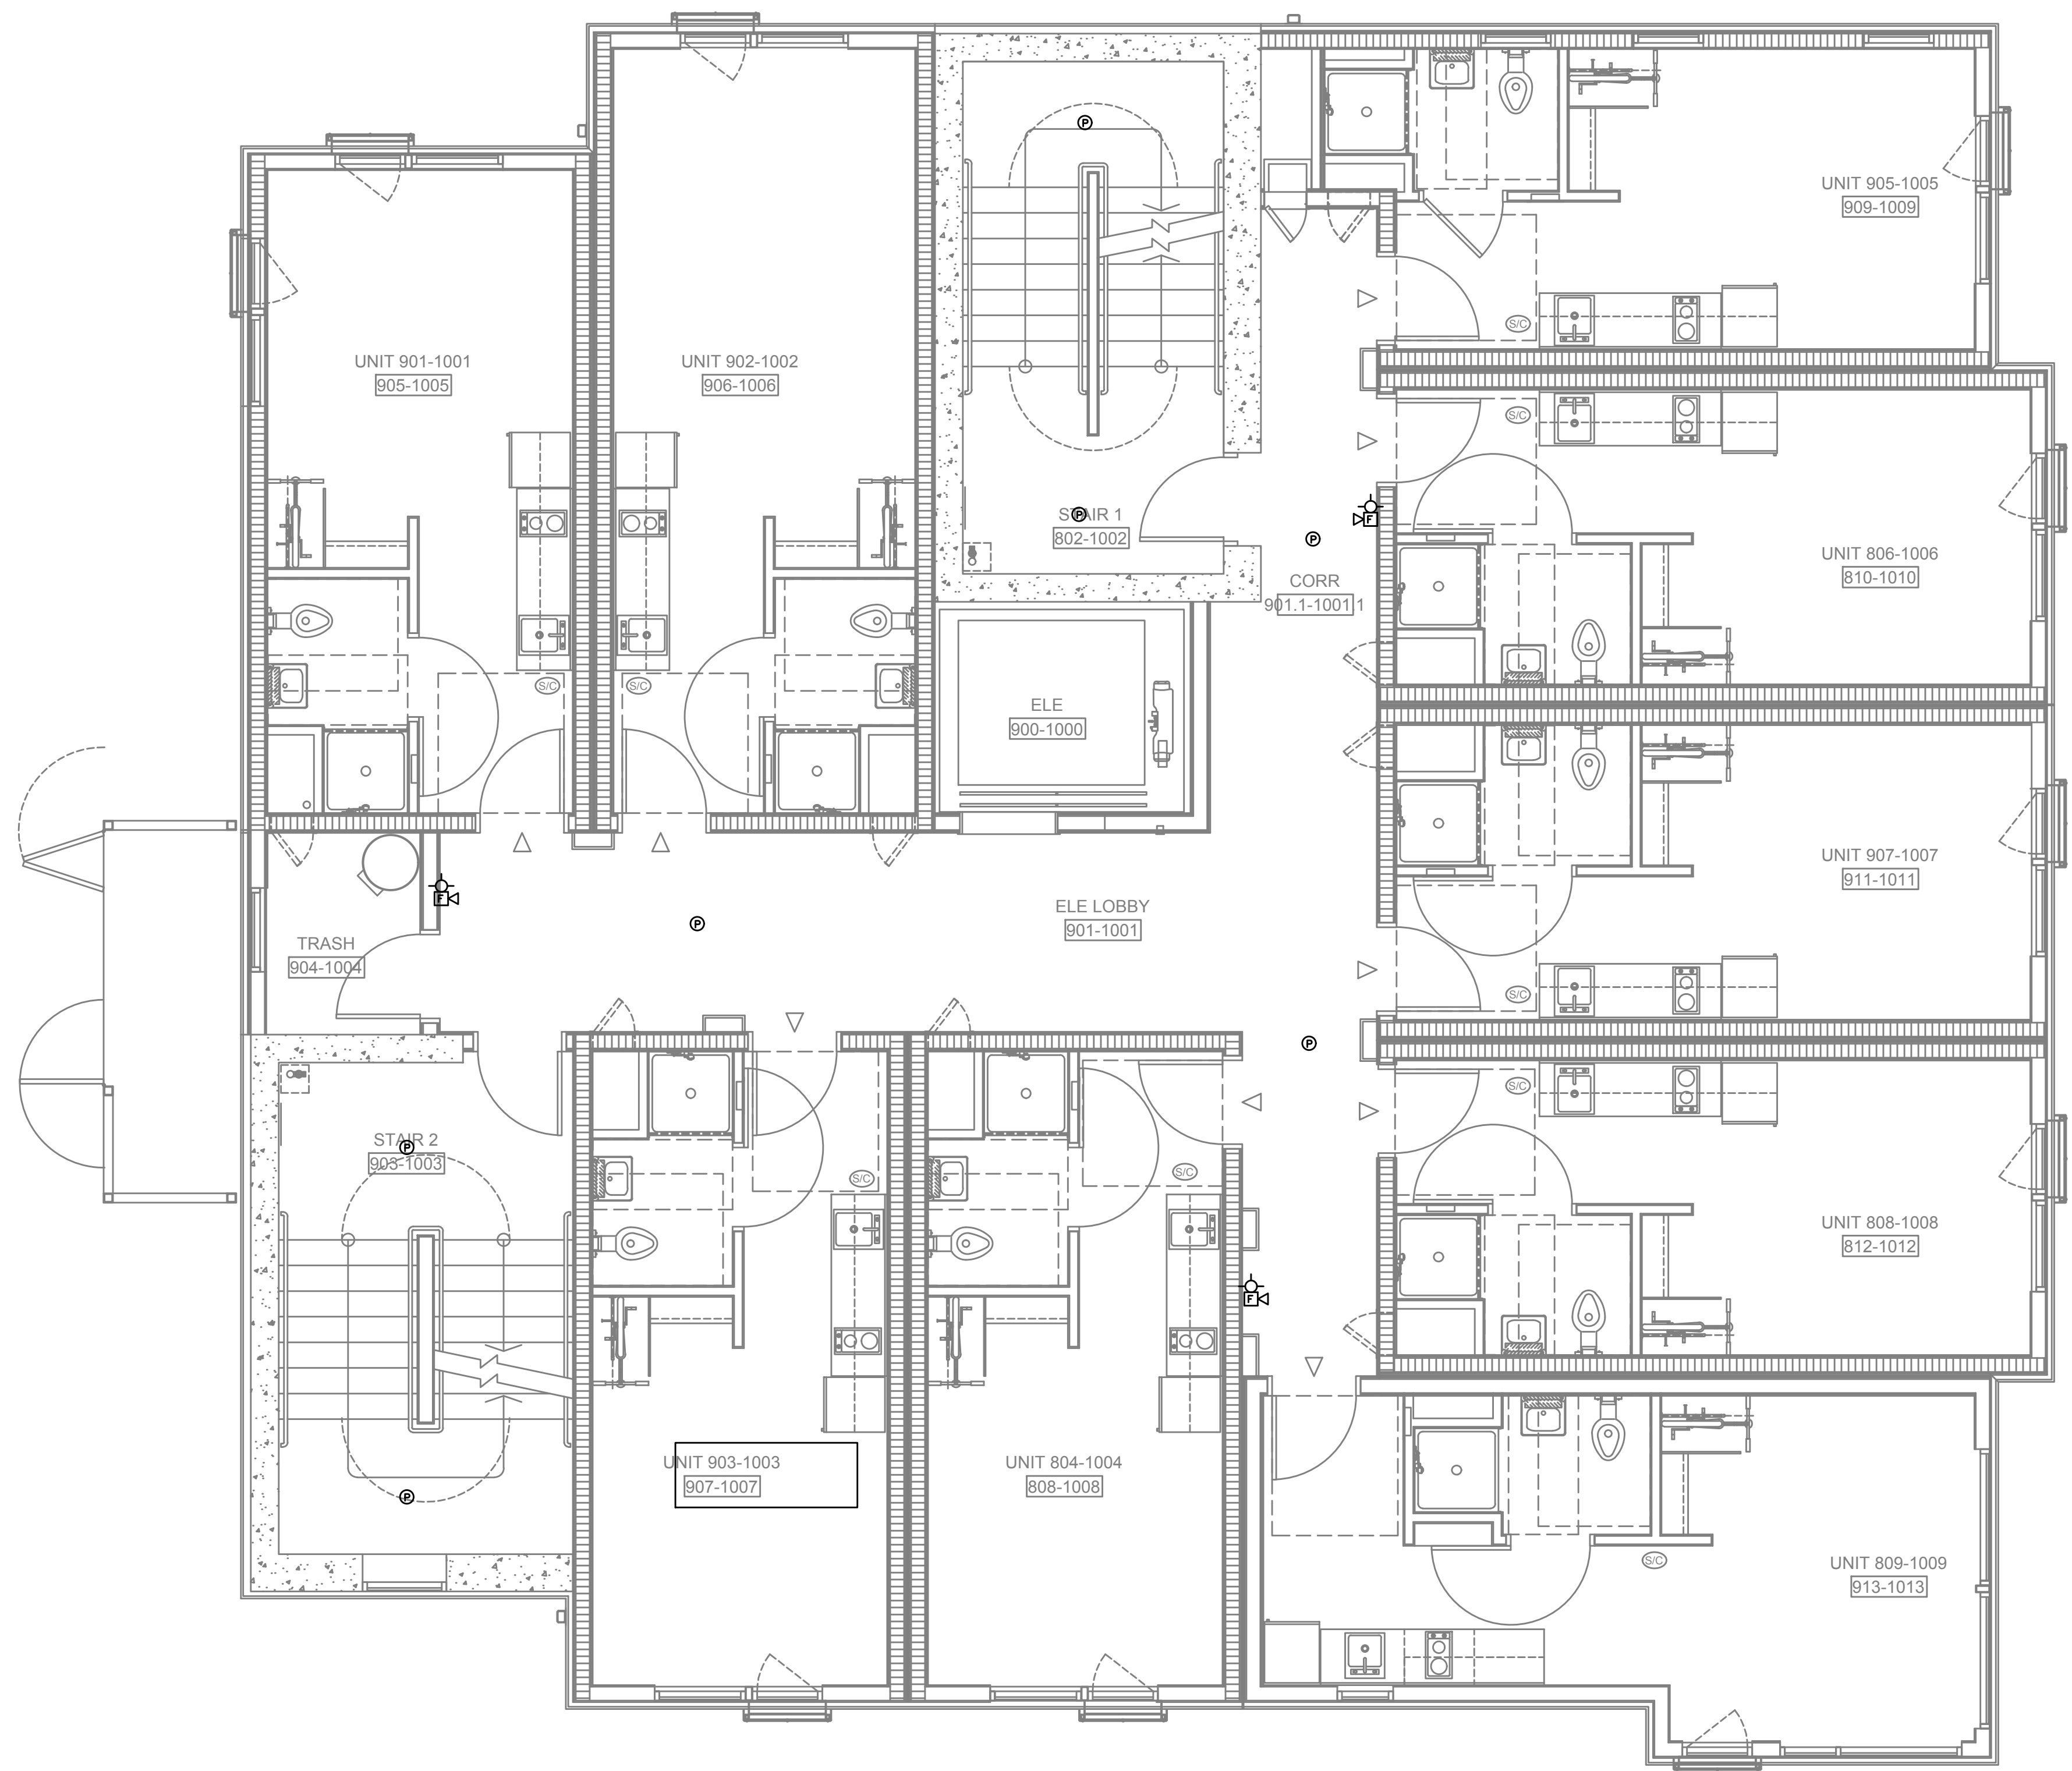 UNIT 905-1005
909-1009
S/C
UNIT 901-1001
905-1005
UNIT 902-1002
906-1006
P
S/C
P
STAIR 1
802-1002
P
F
CORR
901.1-1001.1
UNIT 806-1006
810-1010
S/C
S/C
ELE
900-1000
UNIT 907-1007
911-1011
F
P
ELE LOBBY
901-1001
TRASH
904-1004
S/C
P
S/C
STAIR 2
P
903-1003
S/C
S/C
UNIT 808-1008
812-1012
F
UNIT 903-1003
907-1007
UNIT 804-1004
808-1008
P
S/C
UNIT 809-1009
913-1013